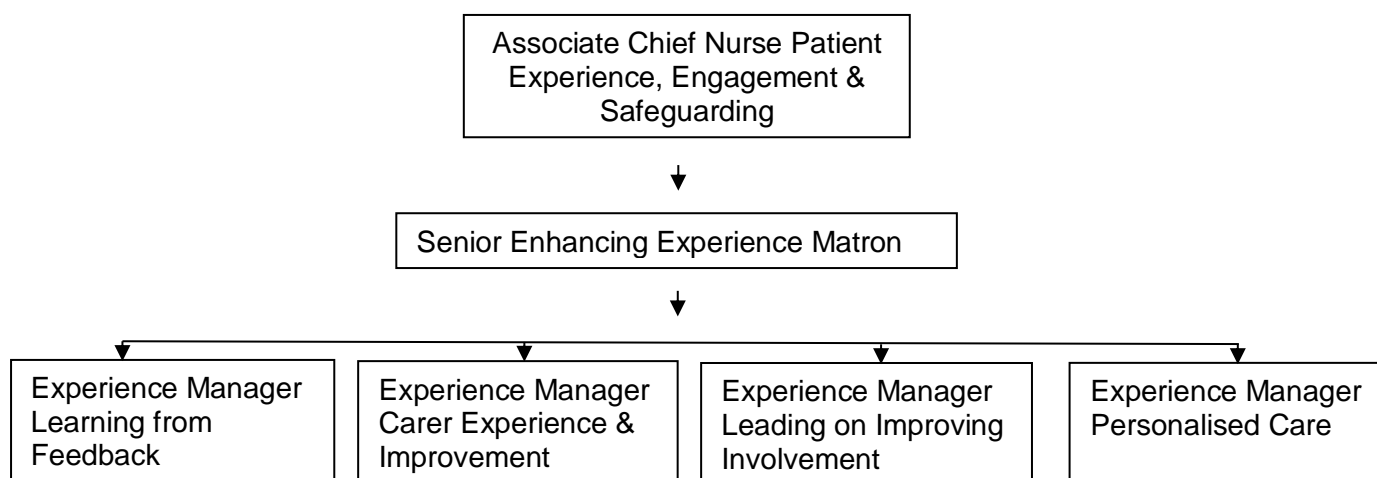 Associate Chief Nurse Patient
Experience, Engagement &
Safeguarding
Senior Enhancing Experience Matron
Experience Manager
Learning from
Feedback
Experience Manager
Carer Experience &
Improvement
Experience Manager
Leading on Improving
Involvement
Experience Manager
Personalised Care